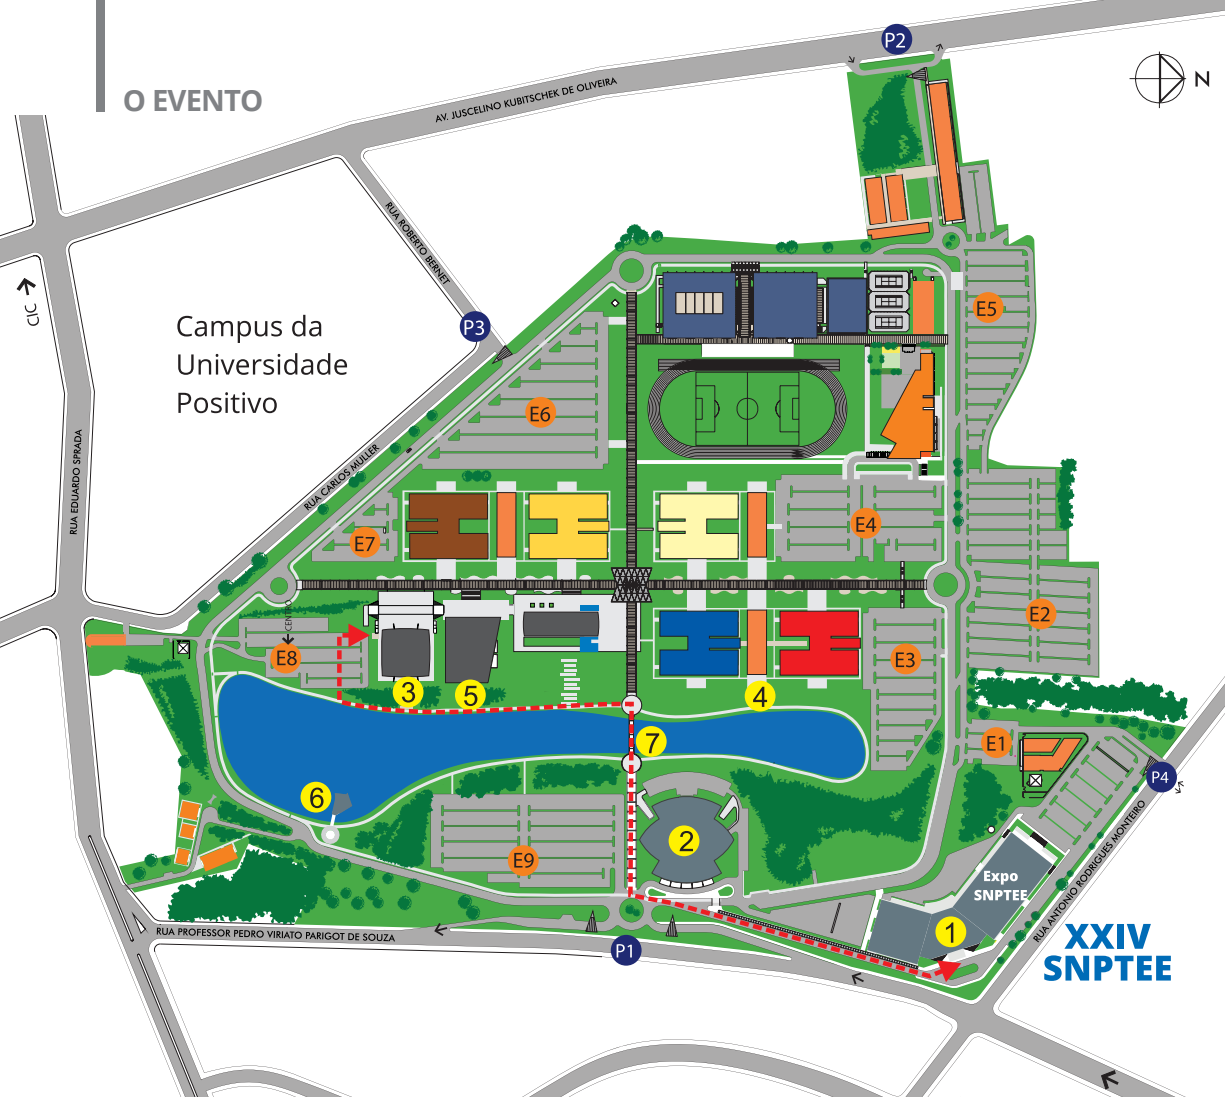 O EVENTO
P2
N
AV. JUSCELINO KUBITSCHEK DE OLIVEIRA
RUA ROBERTO BERNET
CIC
Campus da
Universidade
Positivo
P3
E5
E6
RUA EDUARDO SPRADA
RUA CARLOS MULLER
E7
E4
CENTRO
E2
E8
E3
3
5
4
7
E1
P4
6
2
E9
RUA ANTONIO RODRIGUES MONTEIRO
Expo
SNPTEE
1
RUA PROFESSOR PEDRO VIRIATO PARIGOT DE SOUZA
P1
XXIV
SNPTEE